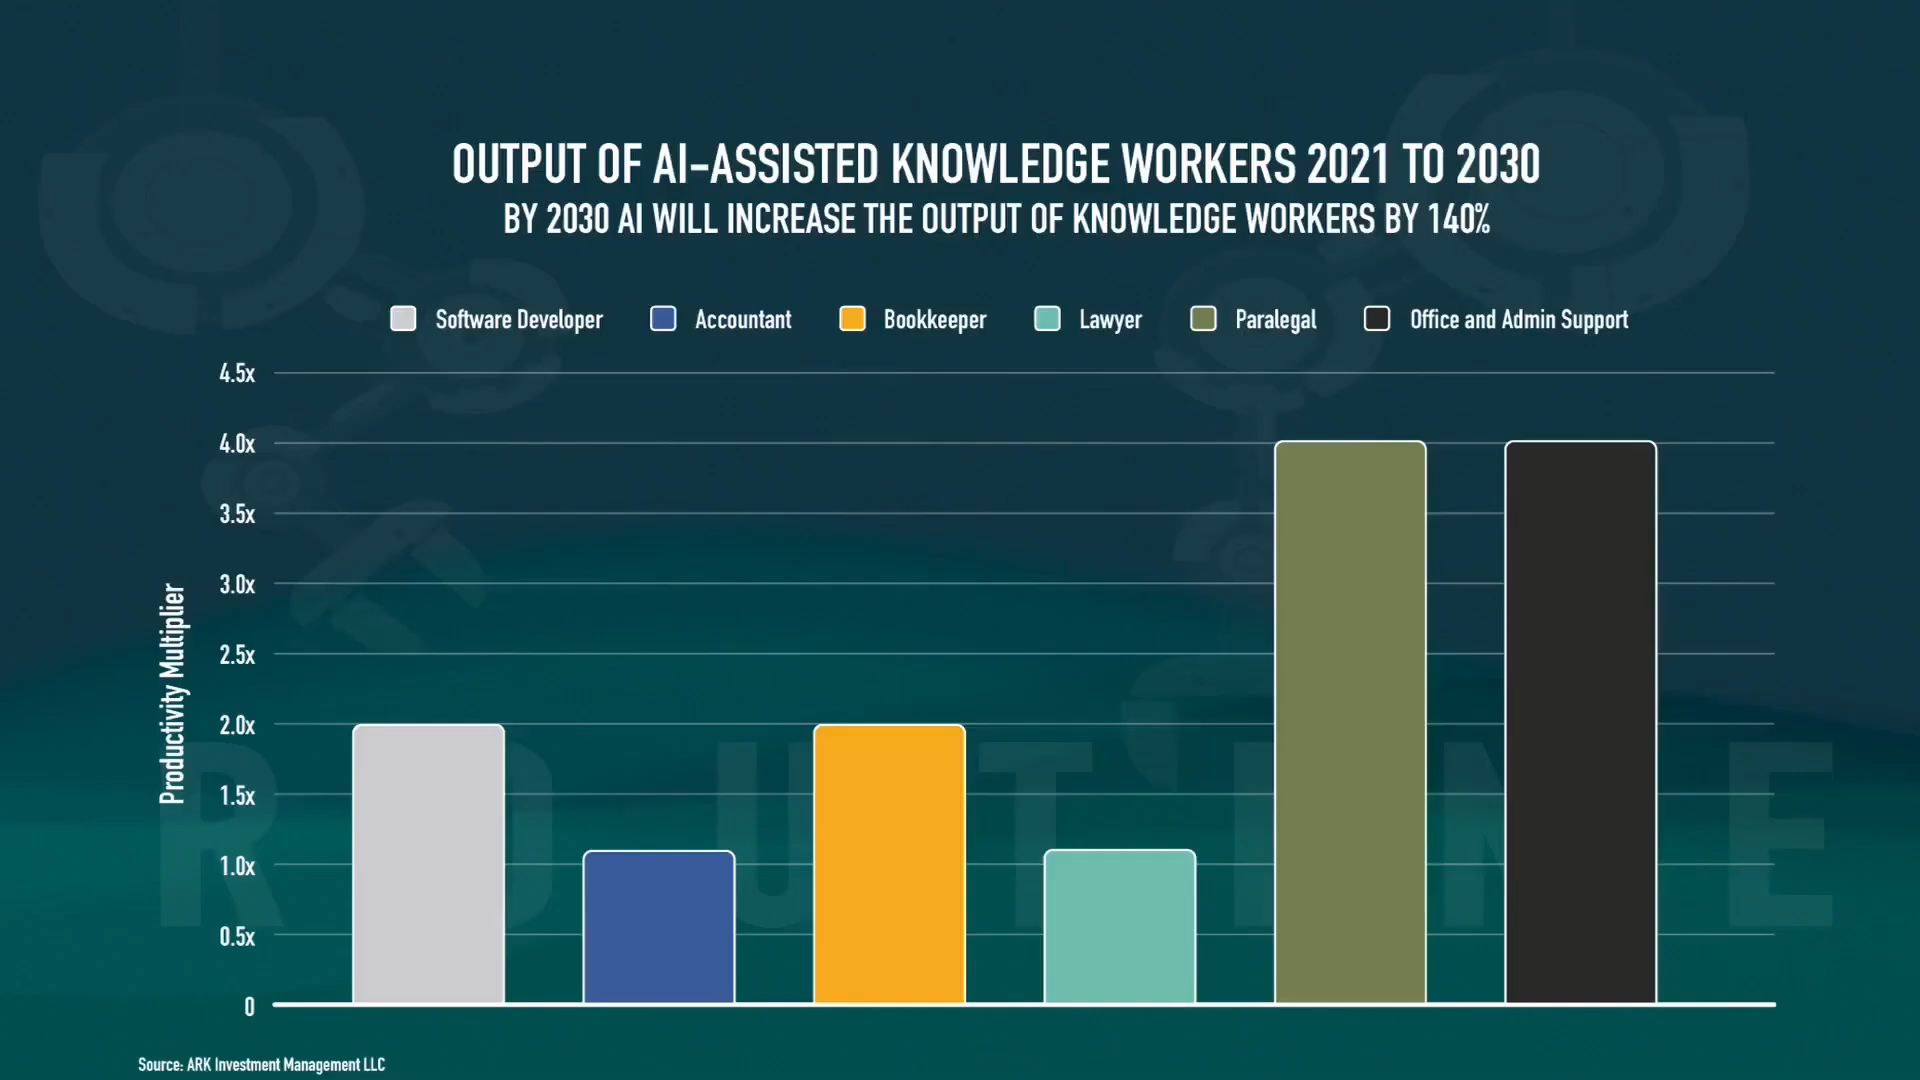 OUTPUT OF AI-ASSISTED KNOWLEDGE WORKERS 2021 TO 2030
BY 2030 AI WILL INCREASE THE OUTPUT OF KNOWLEDGE WORKERS BY 140%
Software Developer Accountant Bookkeeper Lawyer Paralegal Office and Admin Support
4.5x
4.0x
3.5x
3.0x
2.5x
2.0x
1.5x
1.0x
0.5x
0
Productivity Multiplier
ROUTINE
Source: ARK Investment Management LLC